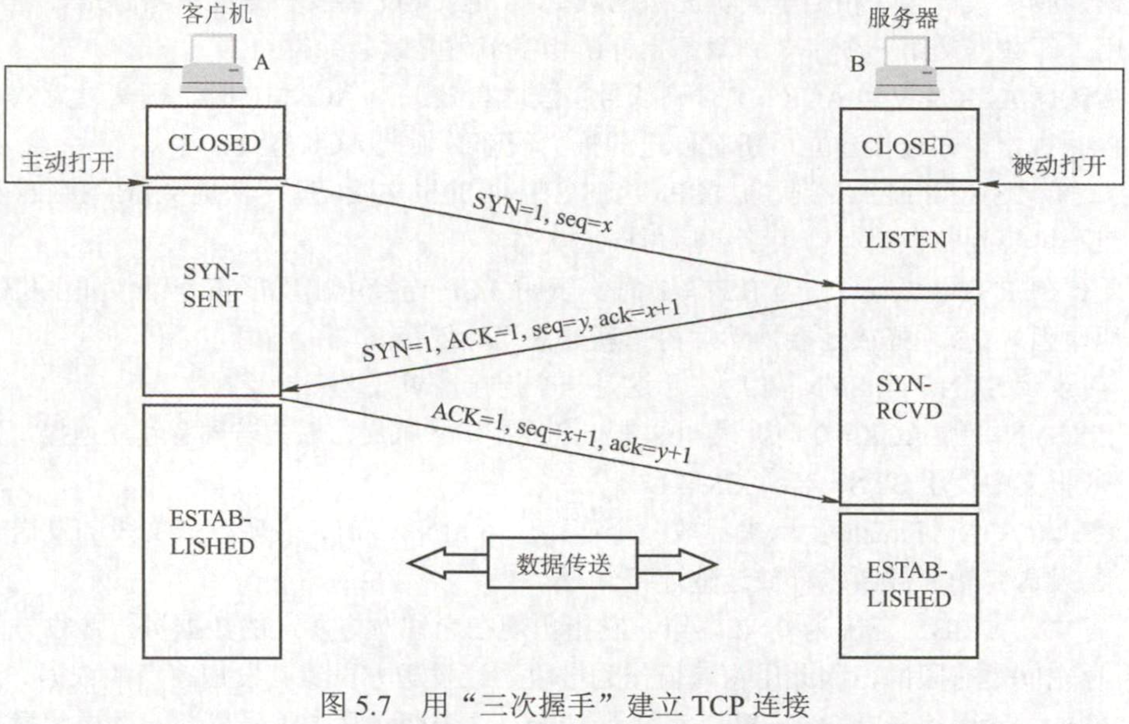 客户机
服务器
A
B
CLOSED
CLOSED
主动打开
被动打开
SYN=1, seq=x
LISTEN
SYN-
SENT
SYN=1, ACK=1, seq=y, ack=x+1
SYN-
RCVD
ACK=1, seq=x+1, ack=y+1
ESTAB-
LISHED
数据传送
ESTAB-
LISHED
图 5.7 用“三次握手”建立 TCP 连接